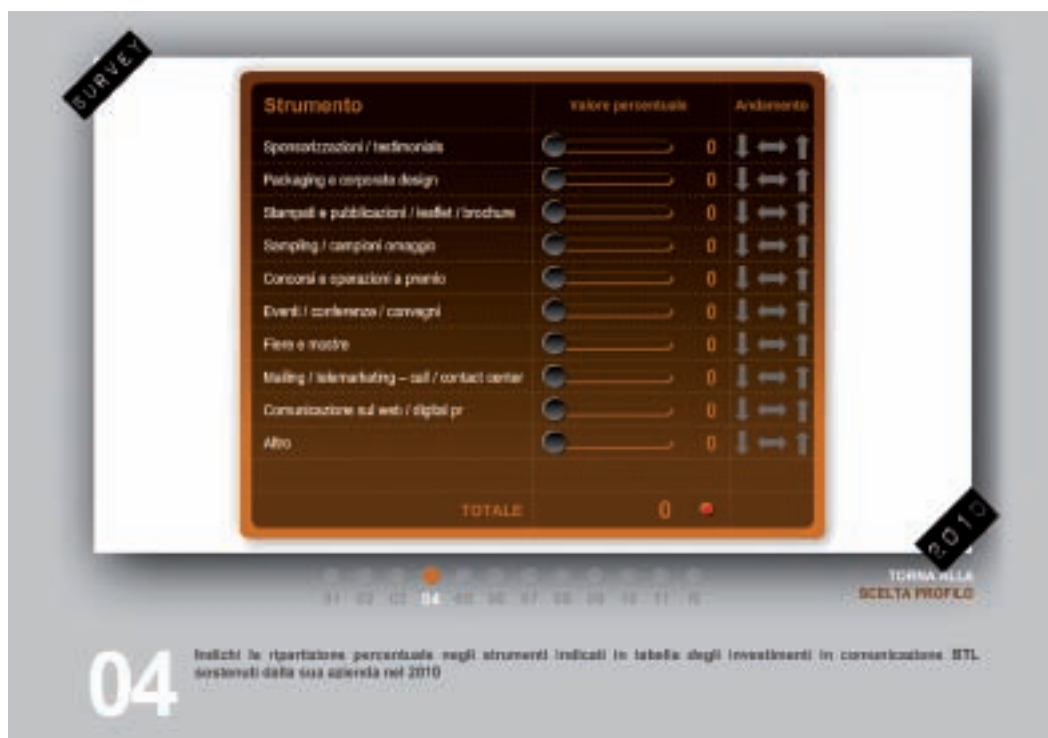 SURVEY
Strumento Valore percentuale Andamento
Sponsorizzazioni / testimonials 0
Packaging e corporate design 0
Stampati e pubblicazioni / leaflet / brochure 0
Sampling / campioni omaggio 0
Concorsi e operazioni a premio 0
Eventi / conferenze / convegni 0
Fiere e mostre 0
Mailing / telemarketing – call / contact center 0
Comunicazione sul web / digital pr 0
Altro 0
TOTALE 0
2010
01 02 03 04 05 06 07 08 09 10 11
TORNA ALLA
SCELTA PROFILO
04
Indichi la ripartizione percentuale negli strumenti indicati in tabella degli investimenti in comunicazione BTL
sostenuti dalla sua azienda nel 2010